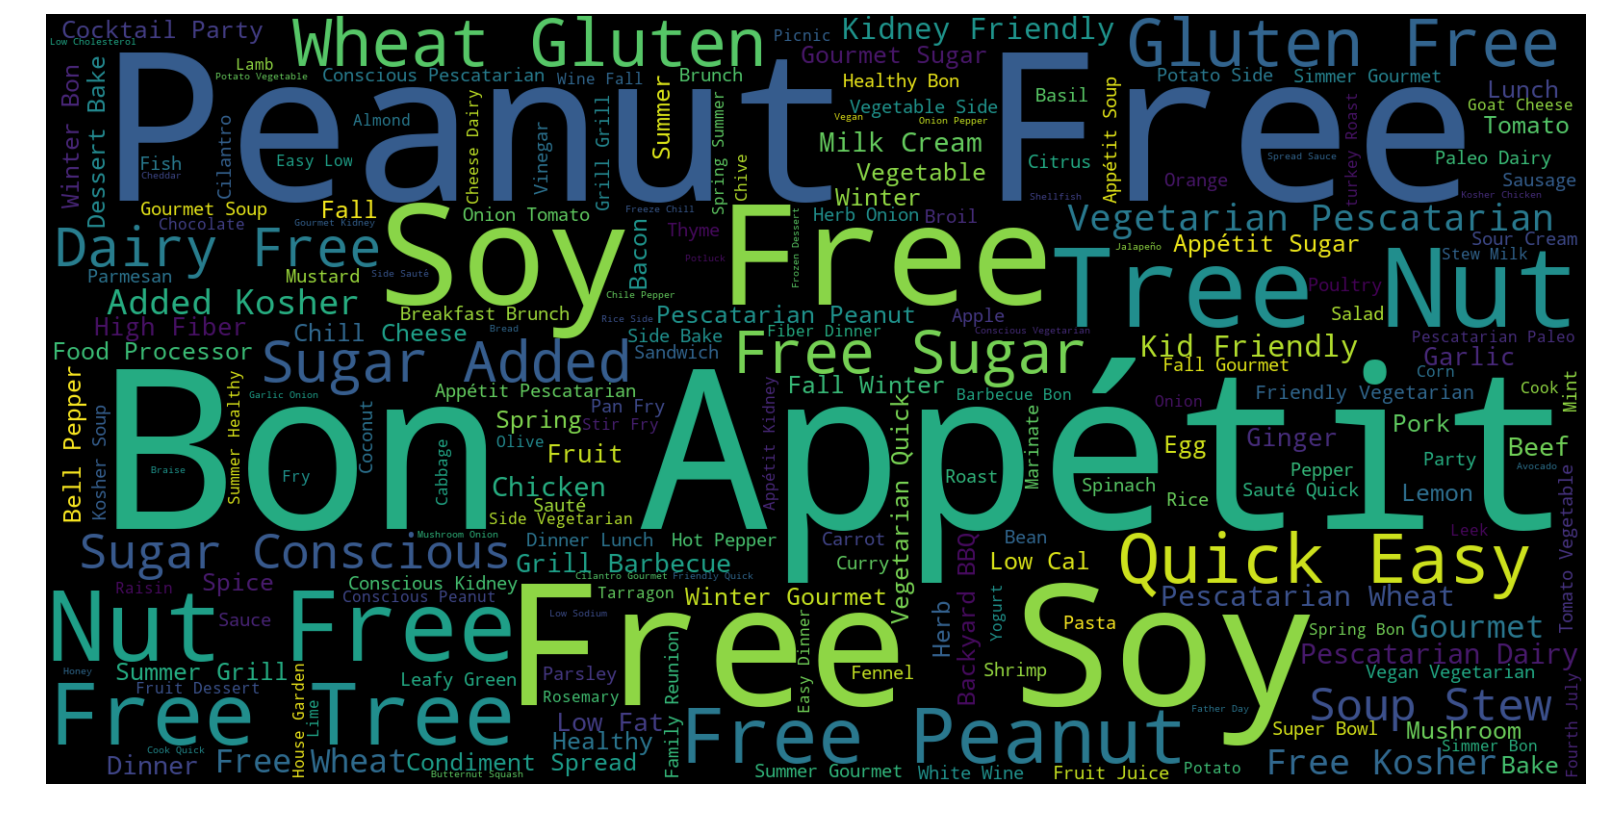 Cocktail Party
Low Cholesterol
Wheat Gluten
Picnic
Kidney Friendly
Gluten Free
Lamb
Potato Vegetable
Conscious Pescatarian
Wine Fall
Brunch
Gourmet Sugar
Healthy Bon
Potato Side
Simmer Gourmet
Lunch
Winter Bon
Dessert Bake
Peanut Free
Almond
Cheese Dairy
Grill Grill
Summer
Spring Summer
Vegetable Side
Vegan
Onion Pepper
Basil
Appétit Soup
Goat Cheese
Tomato
Fish
Cheddar
Cilantro
Easy Low
Vinegar
Chive
Milk Cream
Vegetable
Winter
Citrus
Shellfish
Orange
turkey Roast
Spread Sauce
Paleo Dairy
Sausage
Kosher Chicken
Gourmet Soup
Chocolate
Gourmet Kidney
Fall
Onion Tomato
Freeze Chill
Herb Onion
Broil
Vegetarian Pescatarian
Dairy Free
Soy Free
Bacon
Thyme
Potluck
Frozen Dessert
Jalapeño
Appétit Sugar
Sour Cream
Stew Milk
Parmesan
Mustard
Side Sauté
Tree Nut
Poultry
Added Kosher
Breakfast Brunch
Chile Pepper
Salad
High Fiber
Chill Cheese
Bread
Rice Side
Pescatarian Peanut
Apple
Side Bake
Fiber Dinner
Conscious Vegetarian
Pescatarian Paleo
Food Processor
Sugar Added
Sandwich
Free Sugar
Kid Friendly
Fall Gourmet
Garlic
Corn
Bell Pepper
Kosher Soup
Bon Appétit
Summer Healthy
Garlic Onion
Coconut
Appétit Pescatarian
Fall Winter
Barbecue Bon
Friendly Vegetarian
Cook
Mint
Spring
Pan Fry
Stir Fry
Appétit Kidney
Onion
Pork
Olive
Fruit
Vegetarian Quick
Marinate
Egg
Ginger
Beef
Braise
Fry
Cabbage
Chicken
Roast
Spinach
Pepper
Party
Avocado
Sauté
Rice
Sauté Quick
Lemon
Side Vegetarian
Mushroom Onion
Sugar Conscious
Dinner Lunch
Hot Pepper
Carrot
Bean
Leek
Tomato Vegetable
Grill Barbecue
Curry
Low Cal
Quick Easy
Raisin
Spice
Conscious Kidney
Cilantro Gourmet
Friendly Quick
Conscious Peanut
Tarragon
Winter Gourmet
Backyard BBQ
Herb
Yogurt
Pescatarian Wheat
Nut Free
Sauce
Low Sodium
Free Soy
Pasta
Spring Bon
Gourmet
Honey
Summer Grill
Leafy Green
Parsley
Family Reunion
Easy Dinner
Fennel
Shrimp
Pescatarian Dairy
Vegan Vegetarian
Fruit Dessert
House Garden
Lime
Rosemary
Free Tree
Low Fat
Free Peanut
Father Day
Soup Stew
Fourth July
Cook Quick
Healthy
Super Bowl
Mushroom
Simmer Bon
Dinner
Free Wheat
Condiment Spread
Butternut Squash
Summer Gourmet
White Wine
Fruit Juice
Potato
Free Kosher
Bake